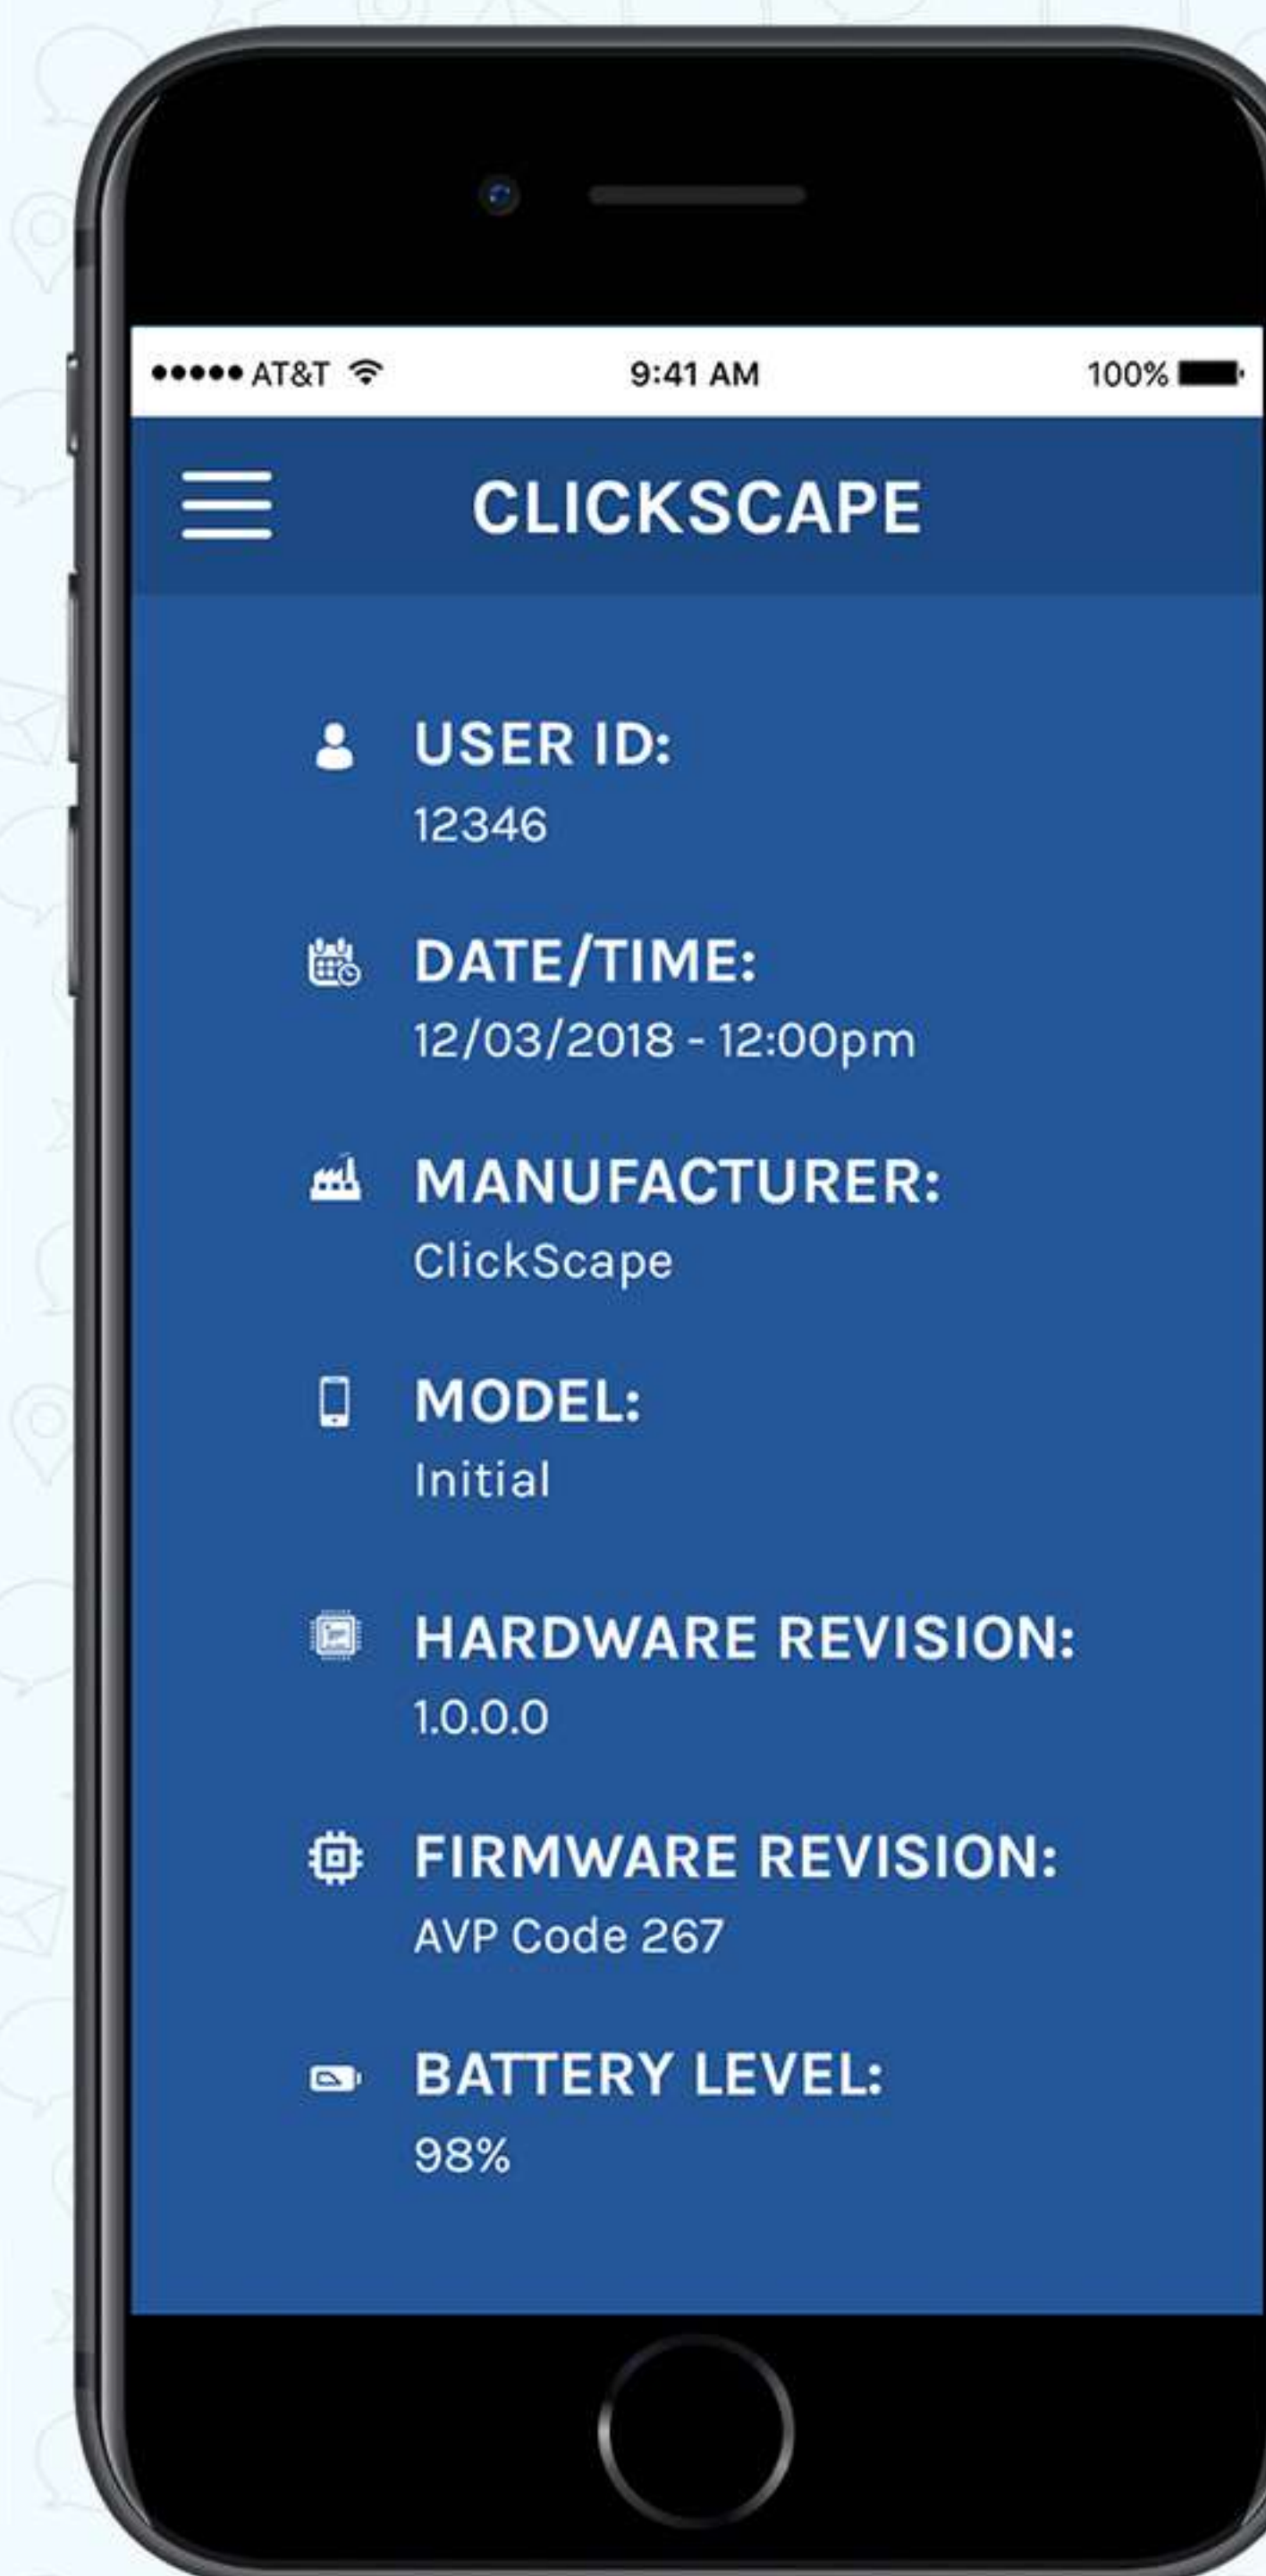 ●●●●● AT&T 9:41 AM 100%
CLICKSCAPE
USER ID:
12346
DATE/TIME:
12/03/2018 - 12:00pm
MANUFACTURER:
ClickScape
MODEL:
Initial
HARDWARE REVISION:
1.0.0.0
FIRMWARE REVISION:
AVP Code 267
BATTERY LEVEL:
98%